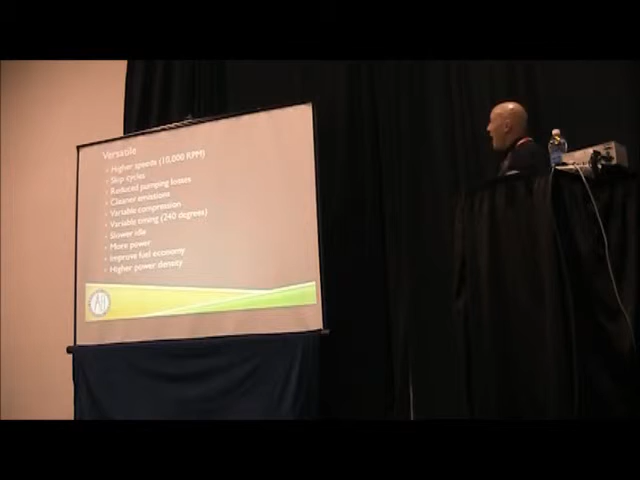 Versatile
• Higher speeds (10,000 RPM)
• Skip cycles
• Reduced pumping losses
• Cleaner emissions
• Variable compression
• Variable timing (240 degrees)
• Slower idle
• More power
• Improve fuel economy
• Higher power density